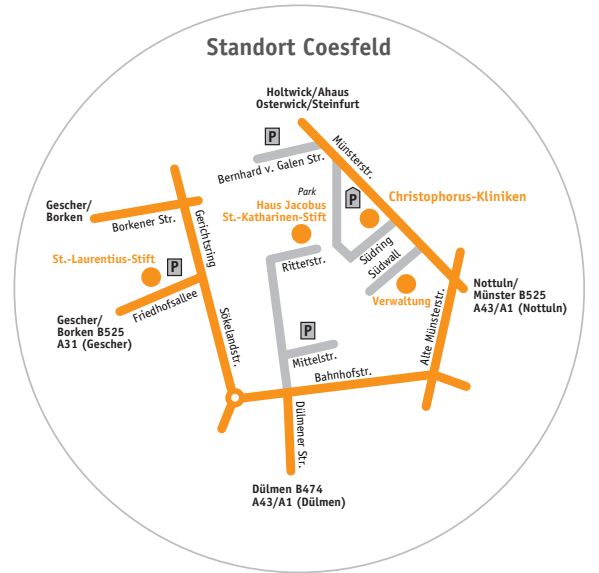 Standort Coesfeld
Holtwick/Ahaus
Osterwick/Steinfurt
P
Münsterstr.
Bernhard v. Galen Str.
Park
P
Haus Jacobus
St.-Katharinen-Stift
Christophorus-Kliniken
Gescher/
Borken
Borkener Str.
Gerichtsring
St.-Laurentius-Stift
P
Ritterstr.
Südring
Südwall
Verwaltung
Nottuln/
Münster B525
A43/A1 (Nottuln)
Friedhofsallee
Gescher/
Borken B525
A31 (Gescher)
Sökelandstr.
P
Mittelstr.
Alte Münsterstr.
Bahnhofstr.
Dülmener Str.
Dülmen B474
A43/A1 (Dülmen)